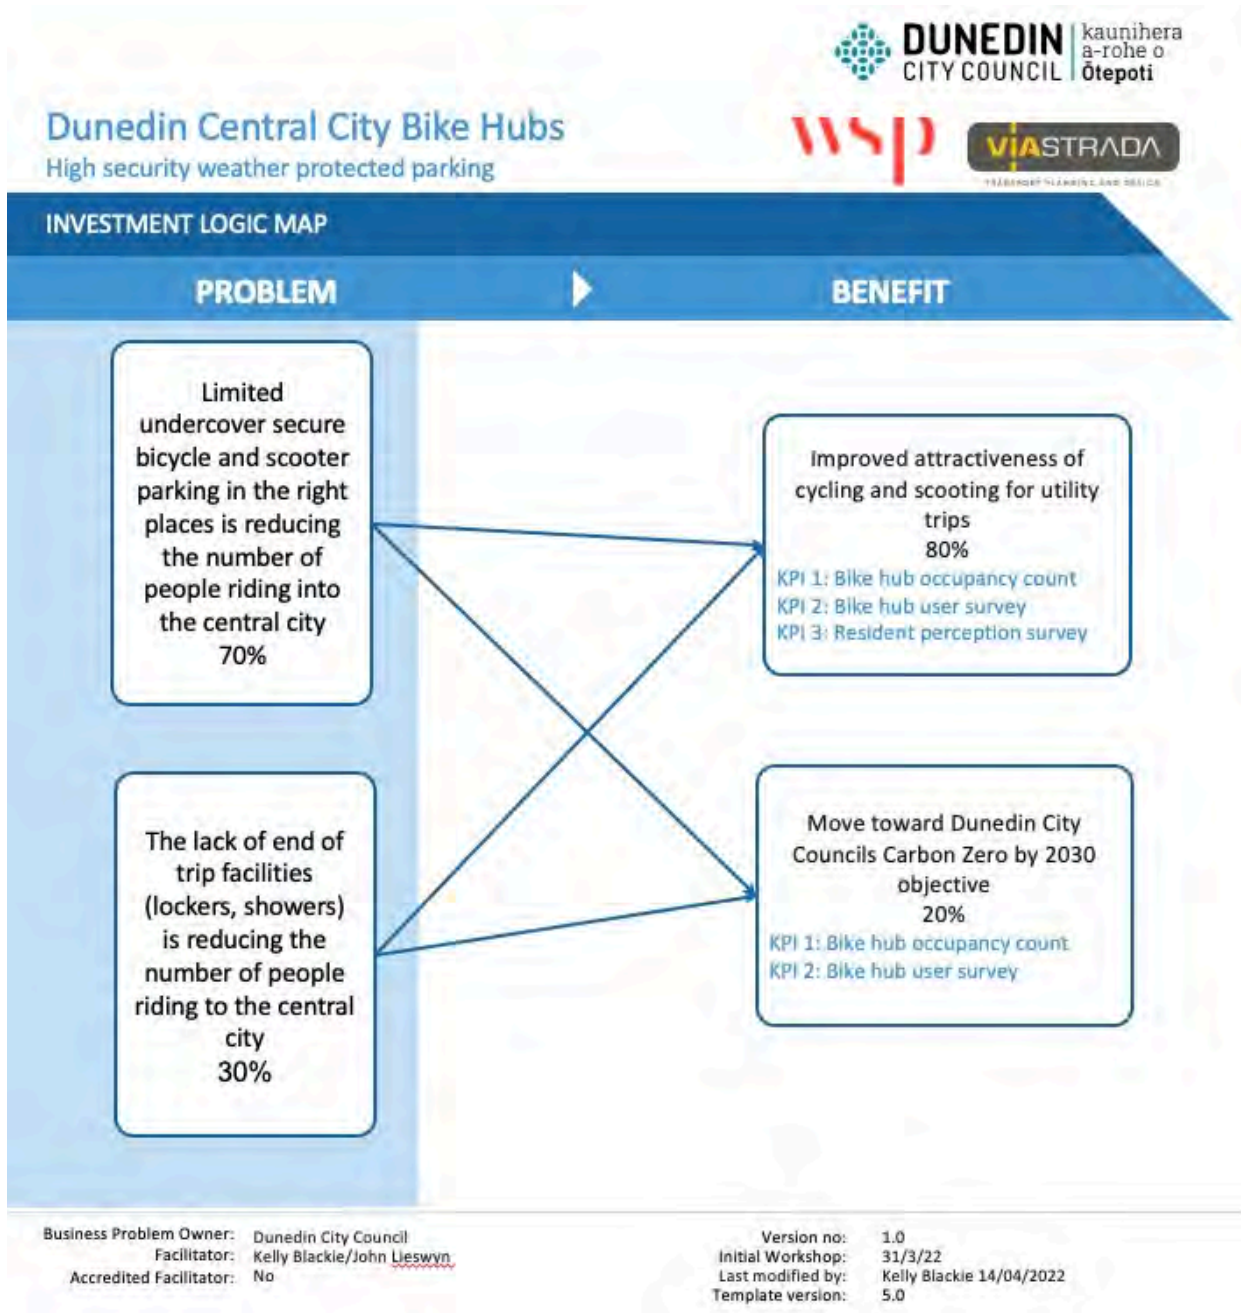 DUNEDIN
CITY COUNCIL
kaunihera
a-rohe o
Ōtepoti
Dunedin Central City Bike Hubs
High security weather protected parking
wsp
VIASTRADA
TRANSPORT PLANNING AND DESIGN
INVESTMENT LOGIC MAP
PROBLEM
BENEFIT
Limited
undercover secure
bicycle and scooter
parking in the right
places is reducing
the number of
people riding into
the central city
70%
Improved attractiveness of
cycling and scooting for utility
trips
80%
KPI 1: Bike hub occupancy count
KPI 2: Bike hub user survey
KPI 3: Resident perception survey
The lack of end of
trip facilities
(lockers, showers)
is reducing the
number of people
riding to the central
city
30%
Move toward Dunedin City
Councils Carbon Zero by 2030
objective
20%
KPI 1: Bike hub occupancy count
KPI 2: Bike hub user survey
Business Problem Owner: Dunedin City Council
Facilitator: Kelly Blackie/John Lieswyn
Accredited Facilitator: No
Version no: 1.0
Initial Workshop: 31/3/22
Last modified by: Kelly Blackie 14/04/2022
Template version: 5.0